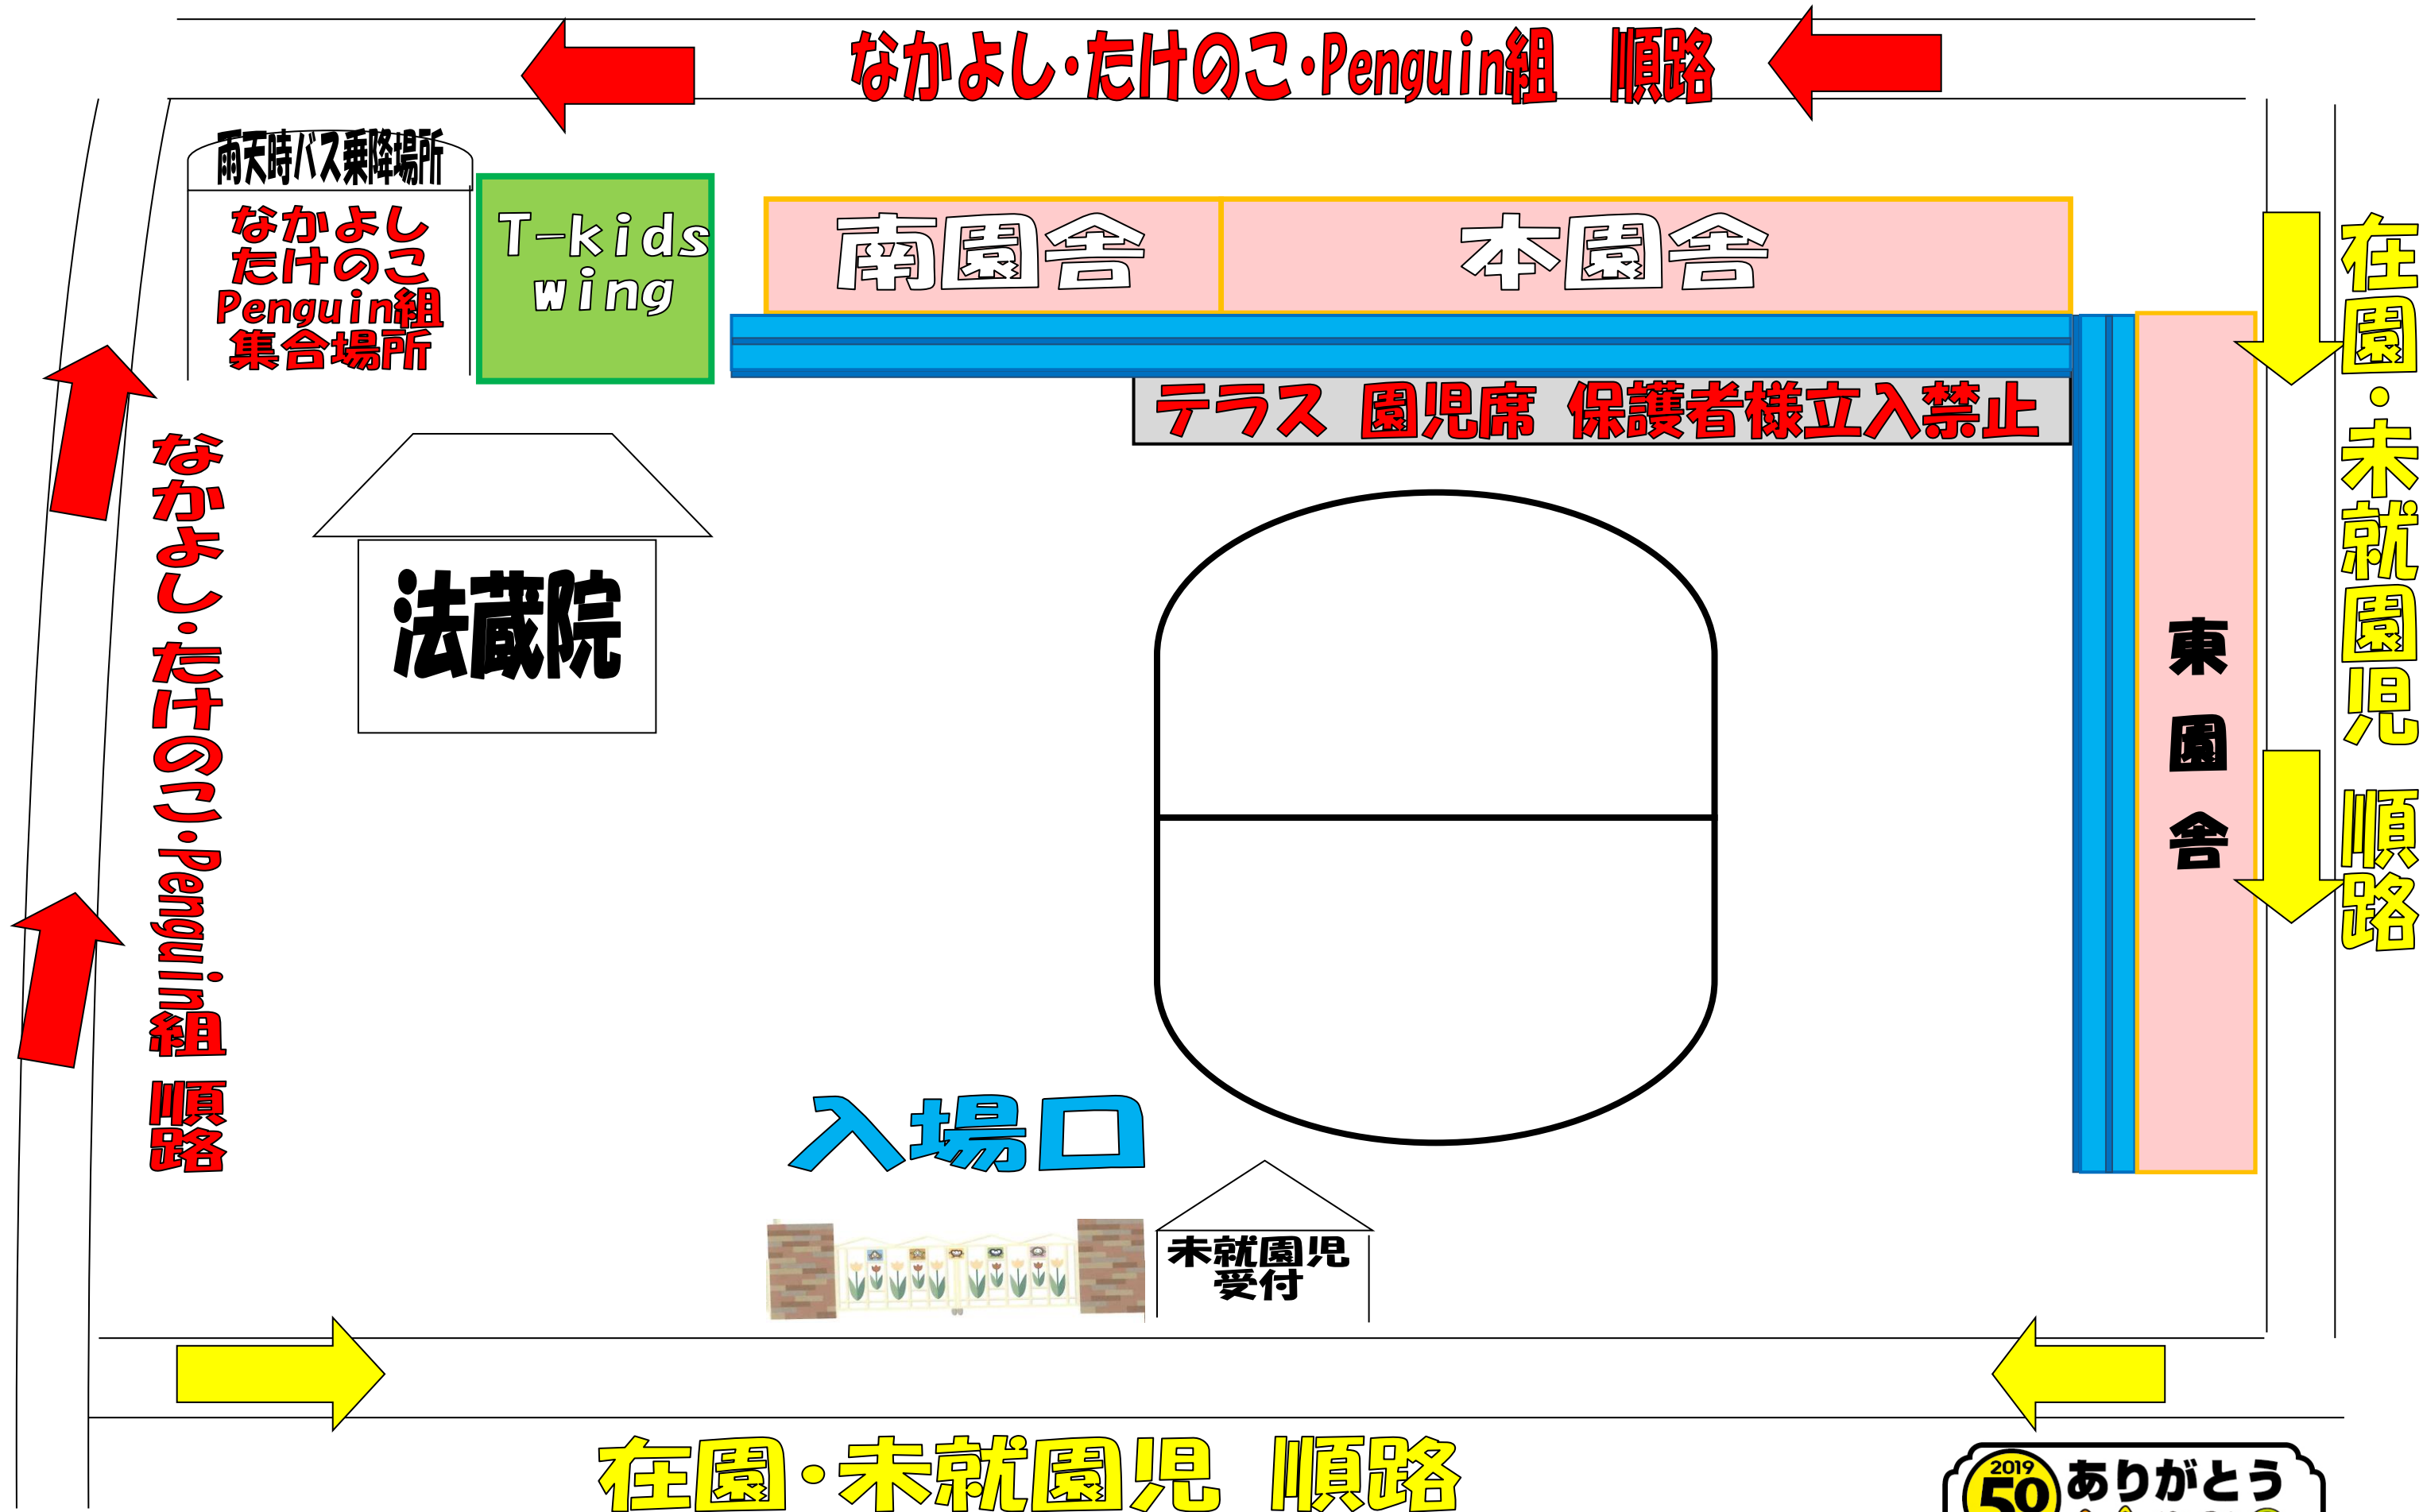 なかよし・たけのこ・Penguin組　順路
雨天時バス乗降場所
なかよし
たけのこ
Penguin組
集合場所
T-kids
wing
南園舎
本園舎
テラス 園児席 保護者様立入禁止
在園・未就園児 順路
なかよし・たけのこ・Penguin組 順路
法蔵院
東園舎
入場口
未就園児
受付
在園・未就園児 順路
2019
50
ありがとう